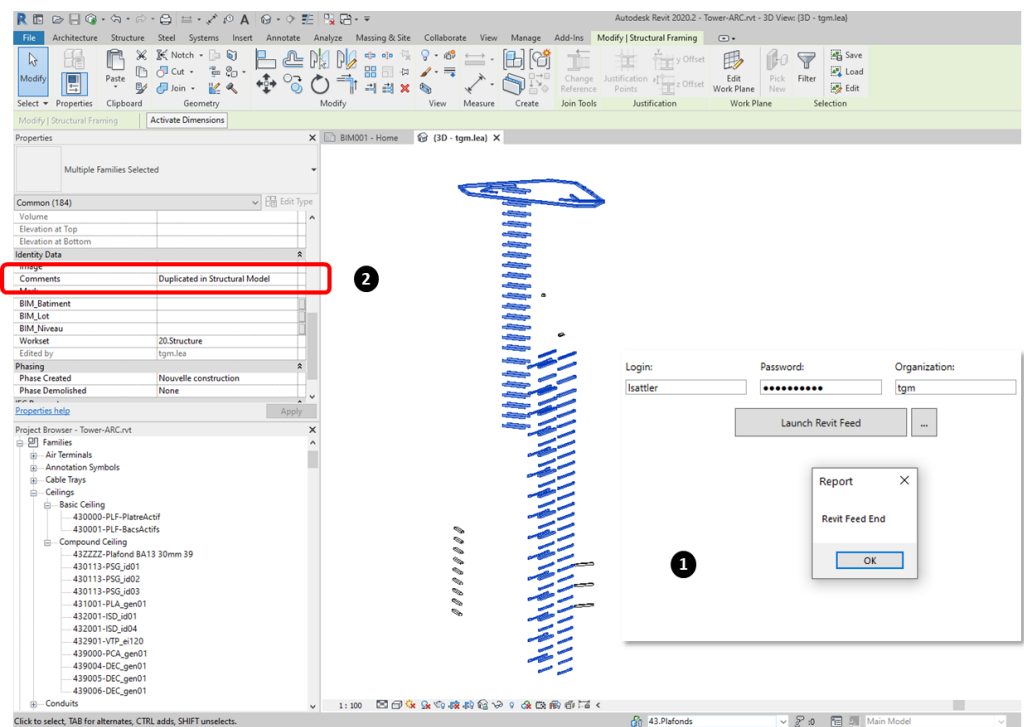 Autodesk Revit 2020.2 - Tower-ARC.rvt - 3D View: {3D - tgm.lea}
File Architecture Structure Steel Systems Insert Annotate Analyze Massing & Site Collaborate View Manage Add-Ins Modify | Structural Framing
Notch
Save
Cut
Load
Modify Paste Join Change Reference Justification Points y Offset z Offset Edit Work Plane Pick New Filter Edit
Select Properties Clipboard Geometry Modify View Measure Create Join Tools Justification Work Plane Selection
Modify | Structural Framing Activate Dimensions
Properties
BIM001 - Home
{3D - tgm.lea}
Multiple Families Selected
Common (184) Edit Type
Volume
Elevation at Top
Elevation at Bottom
Identity Data
Image
Comments Duplicated in Structural Model
2
Mark
BIM_Batiment
BIM_Lot
BIM_Niveau
Workset 20.Structure
Edited by tgm.lea
Phasing
Phase Created Nouvelle construction
Phase Demolished None
Properties help Apply
Project Browser - Tower-ARC.rvt
Families
Air Terminals
Annotation Symbols
Cable Trays
Ceilings
Basic Ceiling
430000-PLF-PlatreActif
430001-PLF-BacsActifs
Compound Ceiling
43ZZZZ-Plafond BA13 30mm 39
430113-PSG_id01
430113-PSG_id02
430113-PSG_id03
431001-PLA_gen01
432001-ISD_id01
432001-ISD_id04
432901-VTP_ei120
439000-PCA_gen01
439004-DEC_gen01
439005-DEC_gen01
439006-DEC_gen01
Conduits
Login: Password: Organization:
lsattler ●●●●●●●●●● tgm
Launch Revit Feed ...
Report
Revit Feed End
OK
1
1 : 100
Click to select, TAB for alternates, CTRL adds, SHIFT unselects.
43.Plafonds :0 Main Model